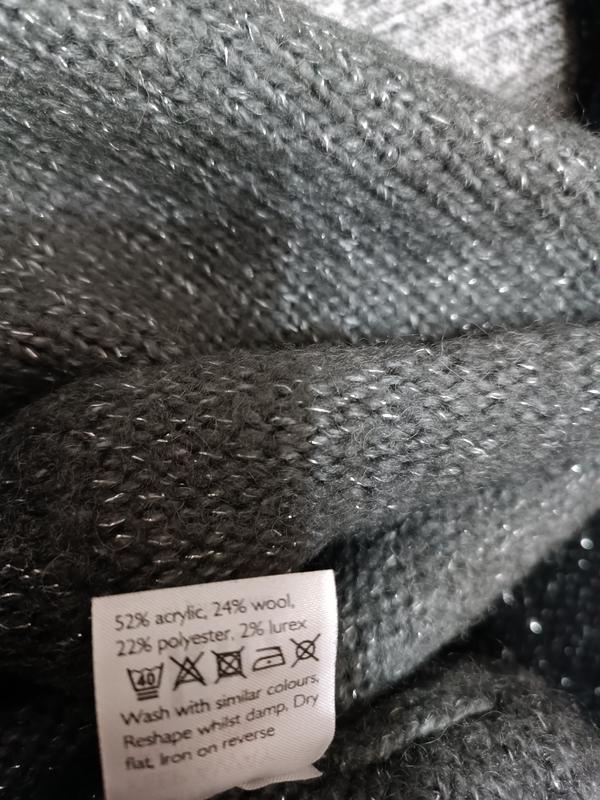 52% acrylic, 24% wool,
22% polyester, 2% lurex
40
Wash with similar colours,
Reshape whilst damp, Dry
flat, Iron on reverse